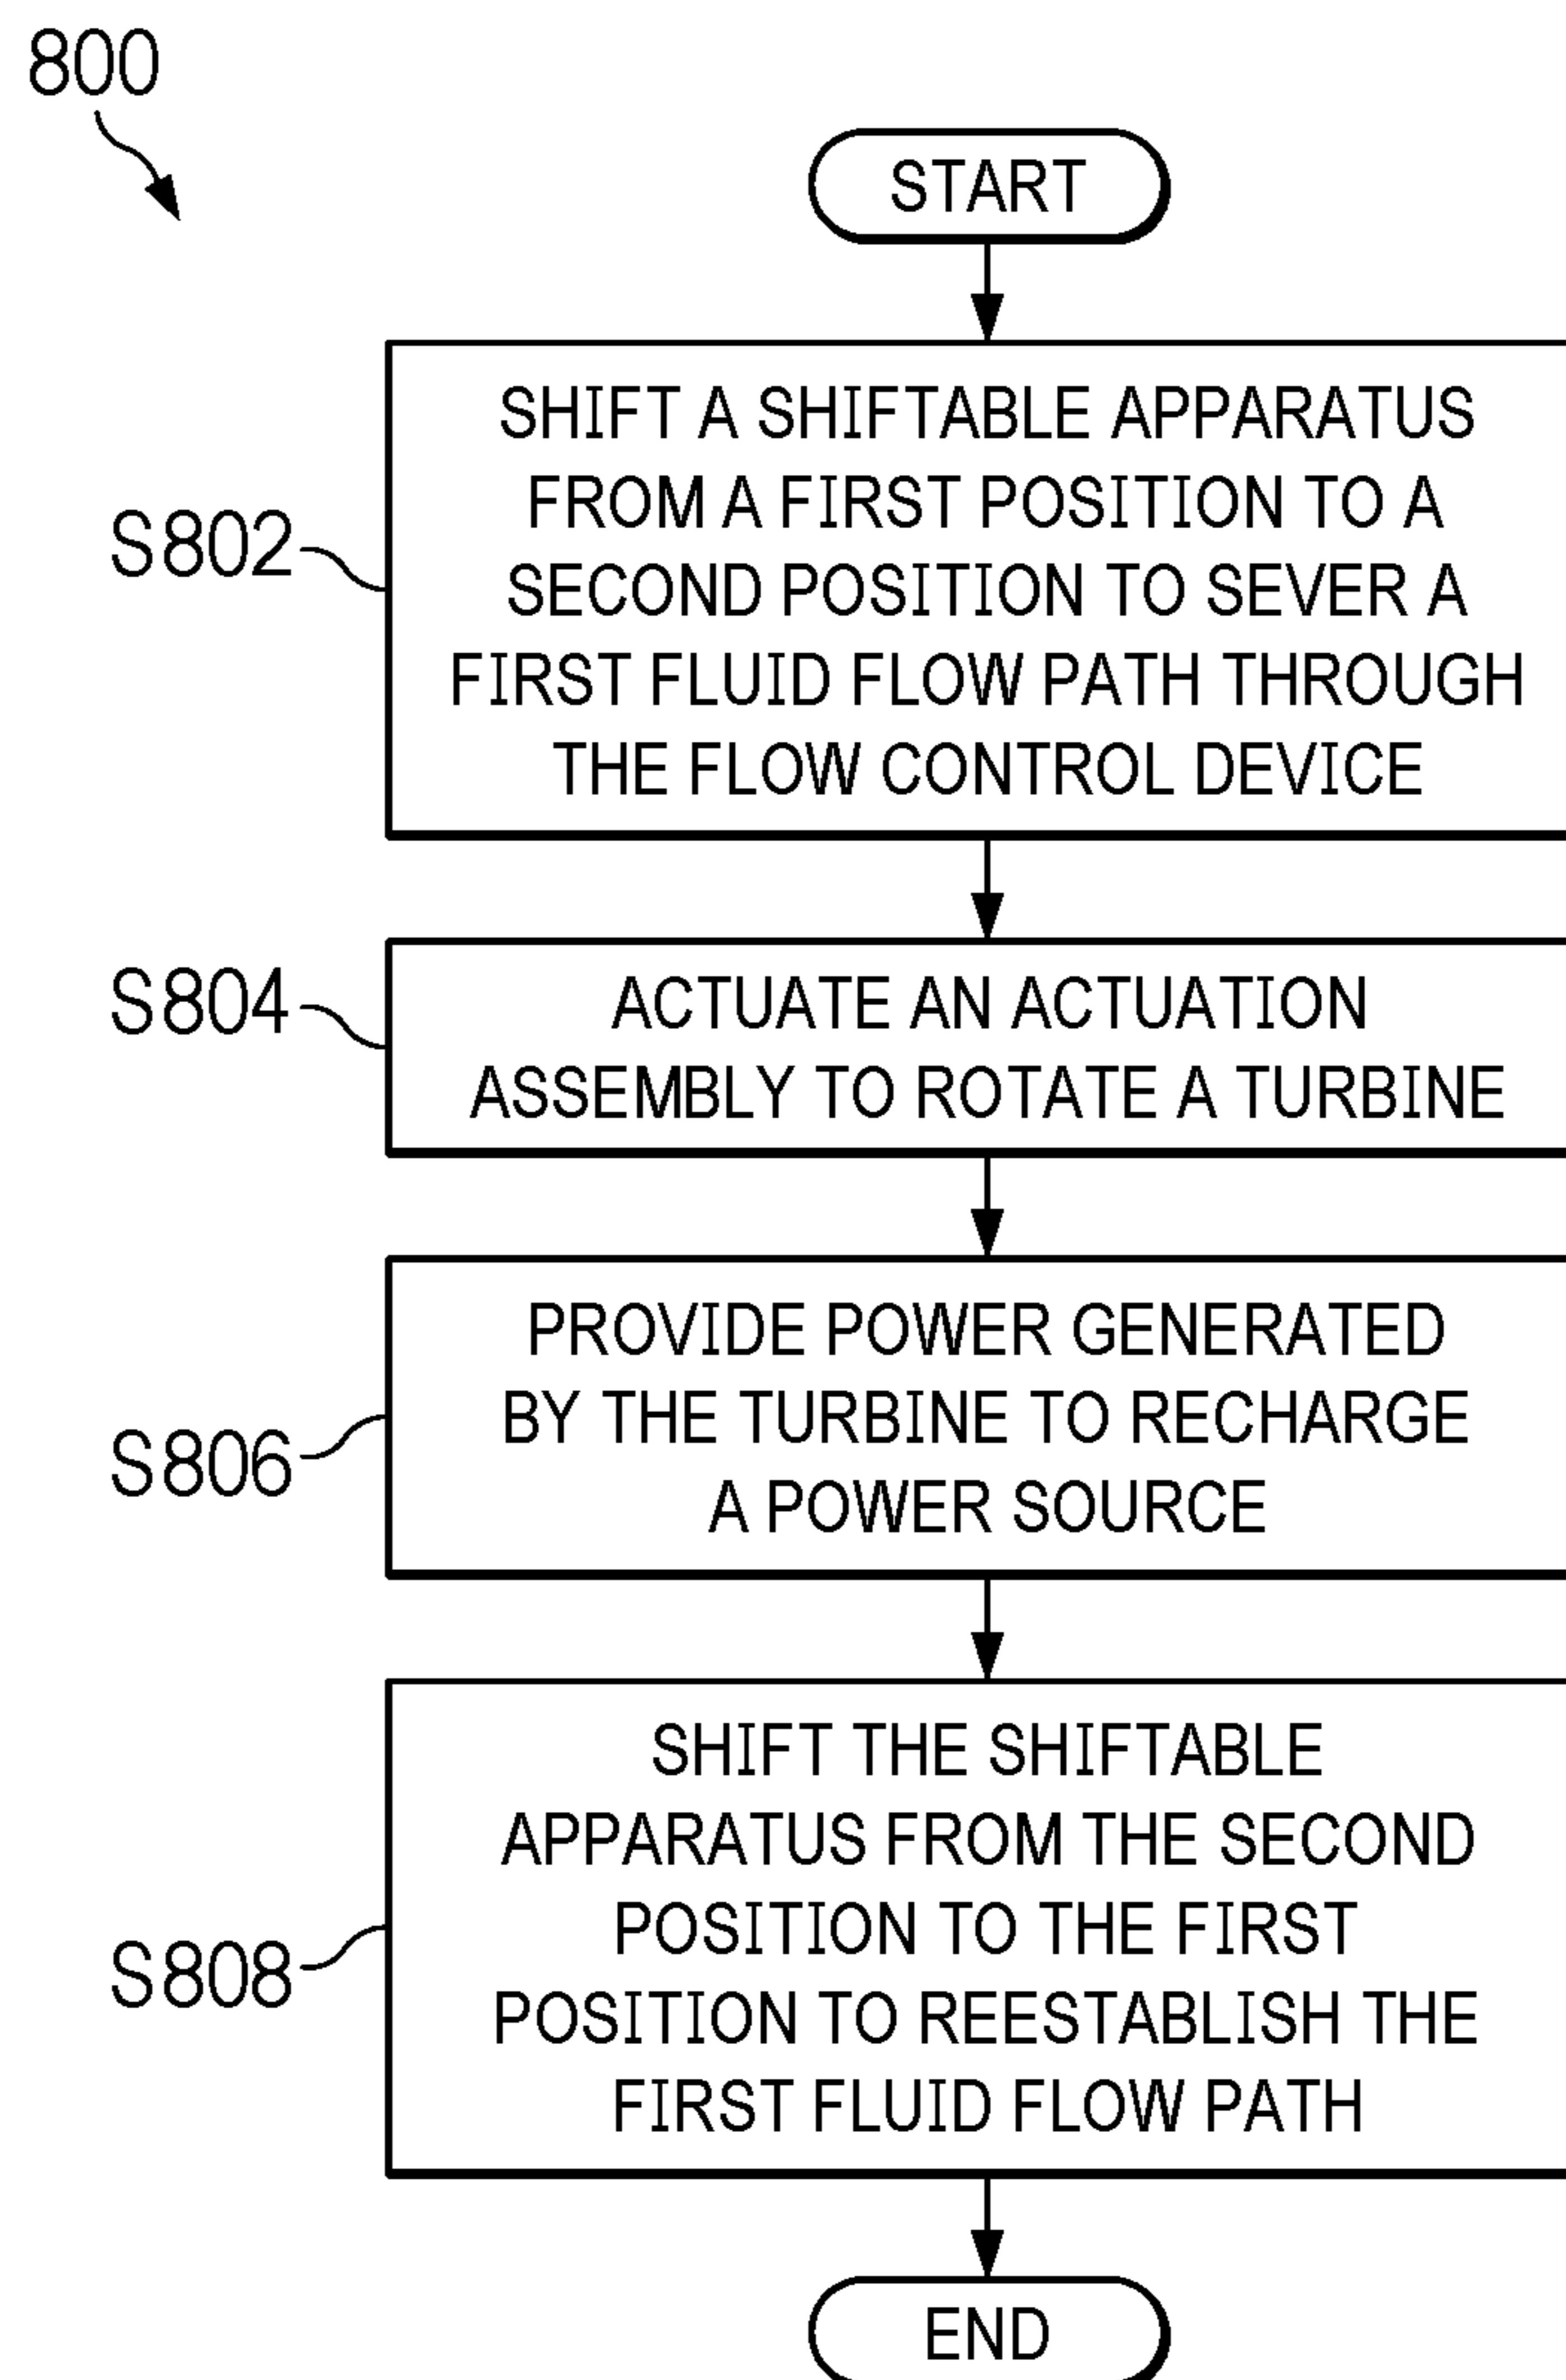 800
START
SHIFT A SHIFTABLE APPARATUS
FROM A FIRST POSITION TO A
SECOND POSITION TO SEVER A
FIRST FLUID FLOW PATH THROUGH
THE FLOW CONTROL DEVICE
S802
ACTUATE AN ACTUATION
ASSEMBLY TO ROTATE A TURBINE
S804
PROVIDE POWER GENERATED
BY THE TURBINE TO RECHARGE
A POWER SOURCE
S806
SHIFT THE SHIFTABLE
APPARATUS FROM THE SECOND
POSITION TO THE FIRST
POSITION TO REESTABLISH THE
FIRST FLUID FLOW PATH
S808
END